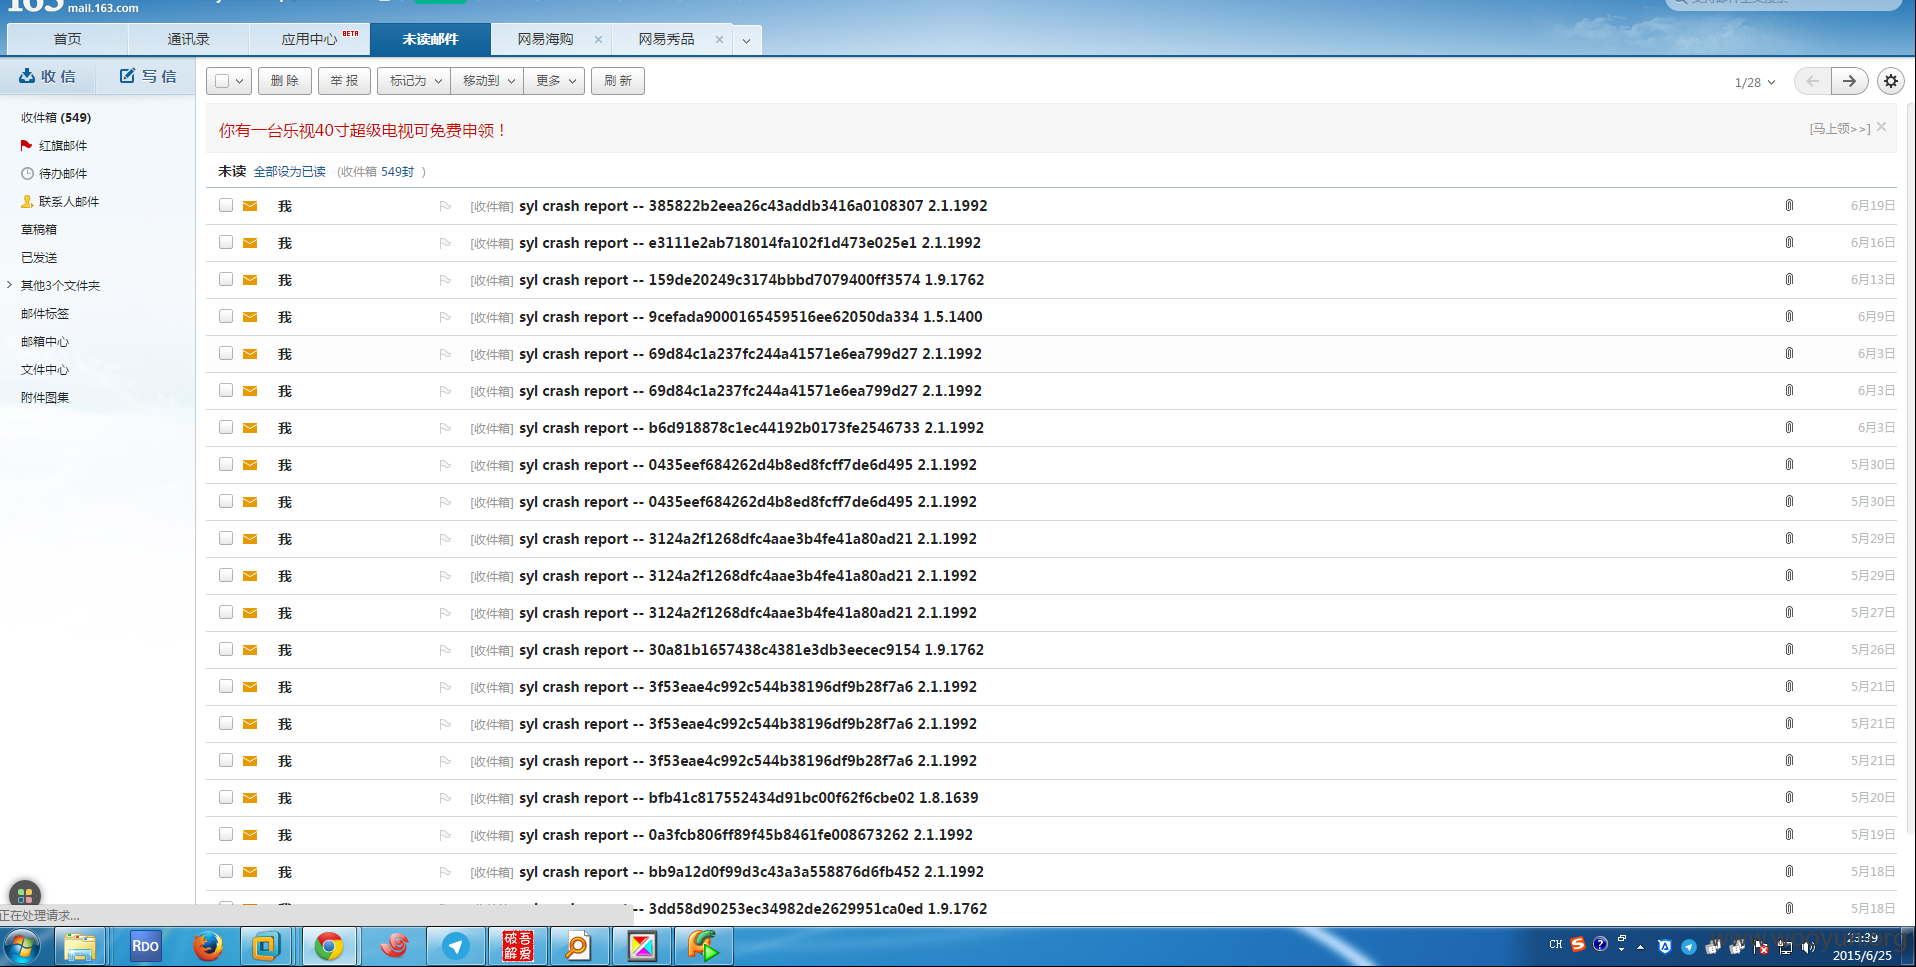 163
mail.163.com
首页
通讯录
应用中心 BETA
未读邮件
网易海购 ×
网易秀品 ×
收 信
写 信
删 除
举 报
标记为
移动到
更多
刷 新
1/28
收件箱 (549)
红旗邮件
待办邮件
联系人邮件
草稿箱
已发送
其他3个文件夹
邮件标签
邮箱中心
文件中心
附件图集
你有一台乐视40寸超级电视可免费申领！
[马上领>>] ×
未读 全部设为已读 (收件箱 549封 )
我 [收件箱] syl crash report -- 385822b2eea26c43addb3416a0108307 2.1.1992 6月19日
我 [收件箱] syl crash report -- e3111e2ab718014fa102f1d473e025e1 2.1.1992 6月16日
我 [收件箱] syl crash report -- 159de20249c3174bbbd7079400ff3574 1.9.1762 6月13日
我 [收件箱] syl crash report -- 9cefada9000165459516ee62050da334 1.5.1400 6月9日
我 [收件箱] syl crash report -- 69d84c1a237fc244a41571e6ea799d27 2.1.1992 6月3日
我 [收件箱] syl crash report -- 69d84c1a237fc244a41571e6ea799d27 2.1.1992 6月3日
我 [收件箱] syl crash report -- b6d918878c1ec44192b0173fe2546733 2.1.1992 6月3日
我 [收件箱] syl crash report -- 0435eef684262d4b8ed8fcff7de6d495 2.1.1992 5月30日
我 [收件箱] syl crash report -- 0435eef684262d4b8ed8fcff7de6d495 2.1.1992 5月30日
我 [收件箱] syl crash report -- 3124a2f1268dfc4aae3b4fe41a80ad21 2.1.1992 5月29日
我 [收件箱] syl crash report -- 3124a2f1268dfc4aae3b4fe41a80ad21 2.1.1992 5月29日
我 [收件箱] syl crash report -- 3124a2f1268dfc4aae3b4fe41a80ad21 2.1.1992 5月27日
我 [收件箱] syl crash report -- 30a81b1657438c4381e3db3eecec9154 1.9.1762 5月26日
我 [收件箱] syl crash report -- 3f53eae4c992c544b38196df9b28f7a6 2.1.1992 5月21日
我 [收件箱] syl crash report -- 3f53eae4c992c544b38196df9b28f7a6 2.1.1992 5月21日
我 [收件箱] syl crash report -- 3f53eae4c992c544b38196df9b28f7a6 2.1.1992 5月21日
我 [收件箱] syl crash report -- bfb41c817552434d91bc00f62f6cbe02 1.8.1639 5月20日
我 [收件箱] syl crash report -- 0a3fcb806ff89f45b8461fe008673262 2.1.1992 5月19日
我 [收件箱] syl crash report -- bb9a12d0f99d3c43a3a558876d6fb452 2.1.1992 5月18日
-- 3dd58d90253ec34982de2629951ca0ed 1.9.1762 5月18日
正在处理请求...
RDO
吾爱破解
CH
www.wooyun.org
23:39
2015/6/25